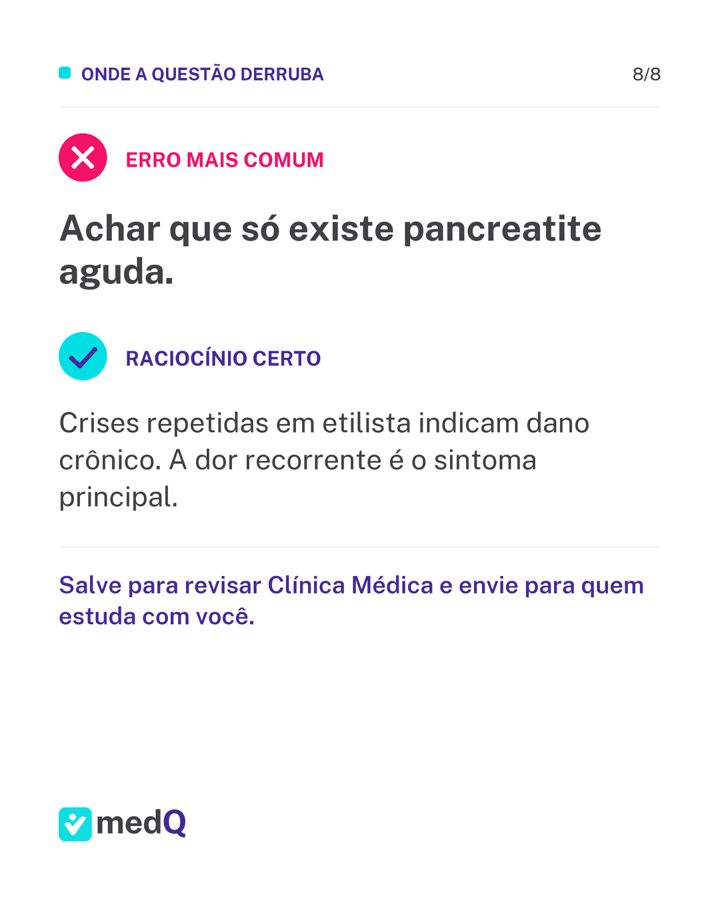 ONDE A QUESTÃO DERRUBA
8/8
ERRO MAIS COMUM
Achar que só existe pancreatite
aguda.
RACIOCÍNIO CERTO
Crises repetidas em etilista indicam dano
crônico. A dor recorrente é o sintoma
principal.
Salve para revisar Clínica Médica e envie para quem
estuda com você.
medQ